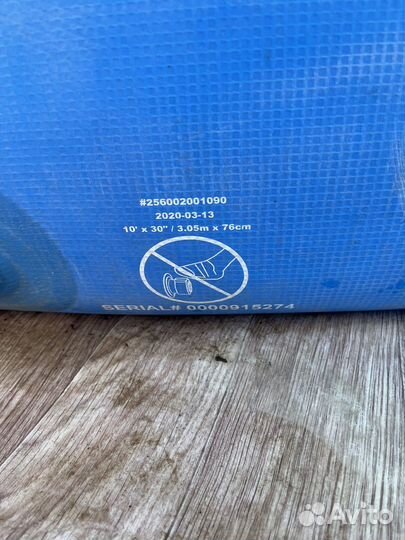 #256002001090
2020-03-13
10' x 30" / 3.05m x 76cm
SERIAL# 0000915274
Avito